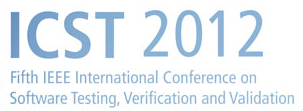 ICST 2012
Fifth IEEE International Conference on
Software Testing, Verification and Validation